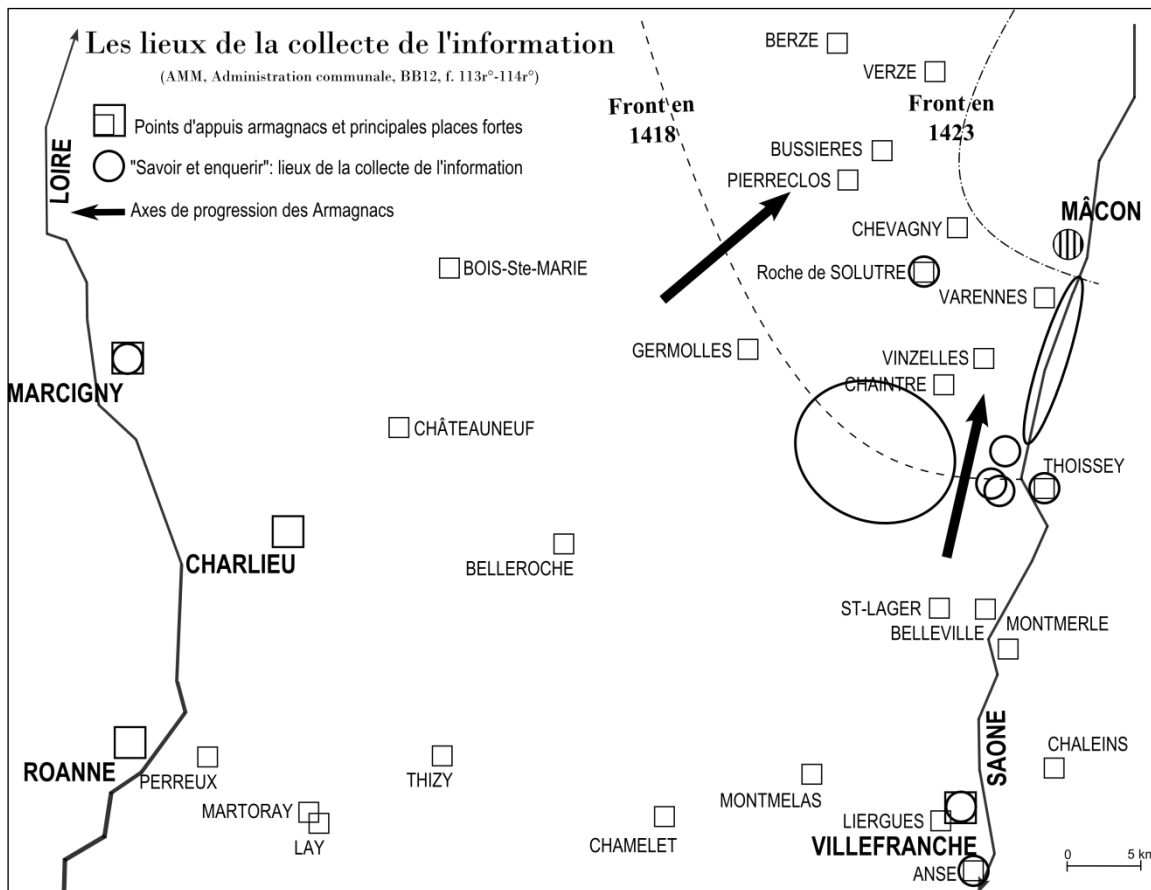 Les lieux de la collecte de l'information
(AMM, Administration communale, BB12, f. 113r°-114r°)
Points d'appuis armagnacs et principales places fortes
"Savoir et enquerir": lieux de la collecte de l'information
Axes de progression des Armagnacs
LOIRE
BERZE
VERZE
Front en
1418
Front en
1423
BUSSIERES
PIERRECLOS
MÂCON
CHEVAGNY
BOIS-Ste-MARIE
Roche de SOLUTRE
VARENNES
GERMOLLES
VINZELLES
MARCIGNY
CHAINTRE
CHÂTEAUNEUF
THOISSEY
CHARLIEU
BELLEROCHE
ST-LAGER
BELLEVILLE
MONTMERLE
SAONE
ROANNE
PERREUX
THIZY
CHALEINS
MONTMELAS
MARTORAY
LAY
CHAMELET
LIERGUES
VILLEFRANCHE
ANSE
0 5 km